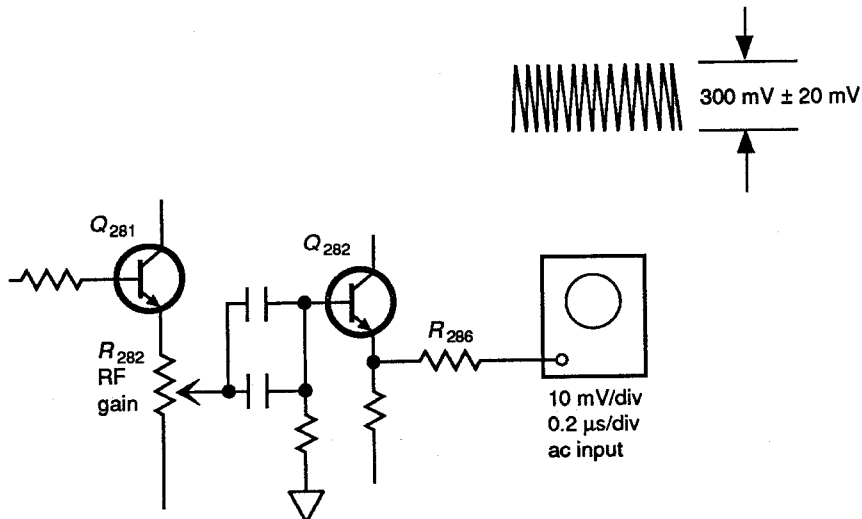 300 mV ± 20 mV
Q281
Q282
R282
RF
gain
R286
10 mV/div
0.2 µs/div
ac input